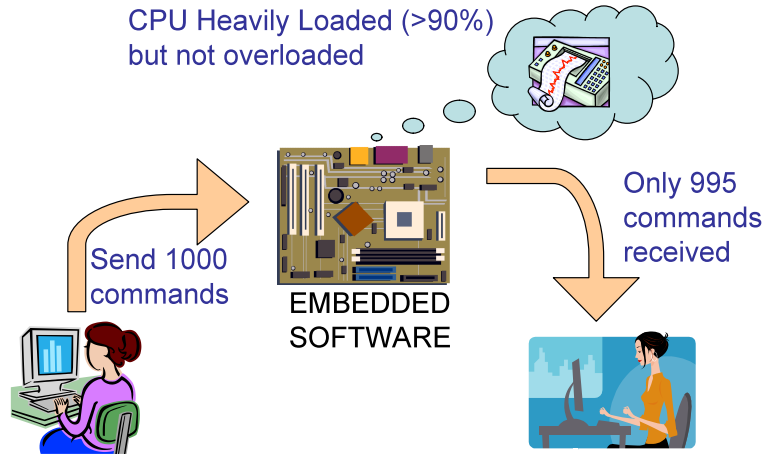 CPU Heavily Loaded (>90%)
but not overloaded
Send 1000
commands
EMBEDDED
SOFTWARE
Only 995
commands
received